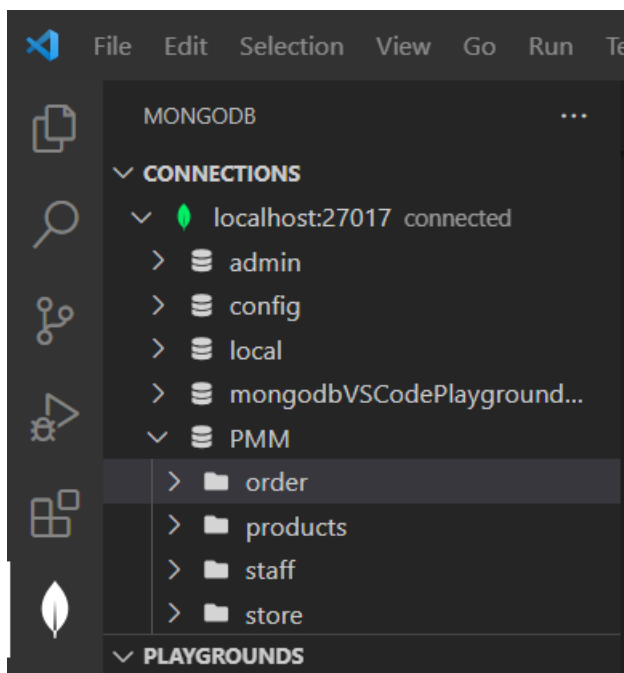 File Edit Selection View Go Run Te
MONGODB
CONNECTIONS
localhost:27017 connected
admin
config
local
mongodbVSCodePlayground...
PMM
order
products
staff
store
PLAYGROUNDS